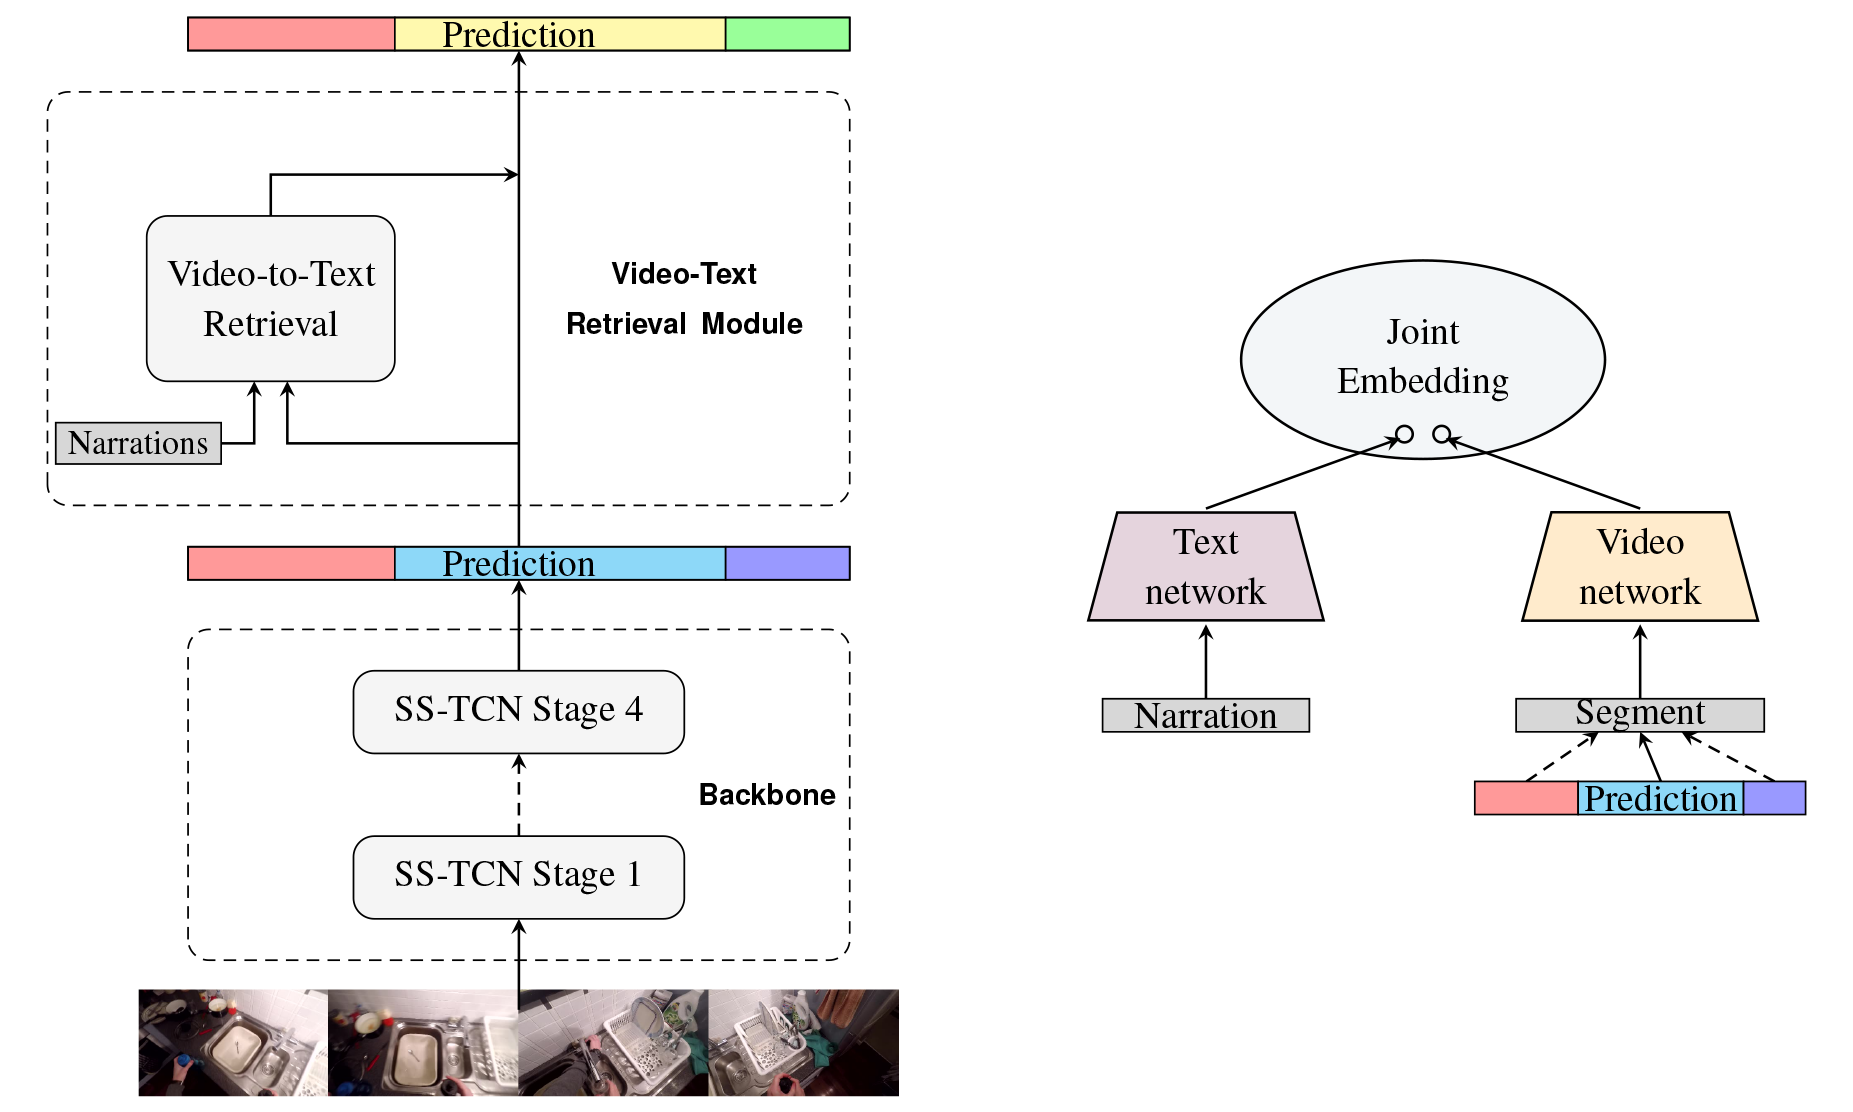 Prediction
Video-to-Text
Retrieval
Video-Text
Retrieval Module
Narrations
Prediction
SS-TCN Stage 4
Backbone
SS-TCN Stage 1
Joint
Embedding
Text
network
Video
network
Narration
Segment
Prediction